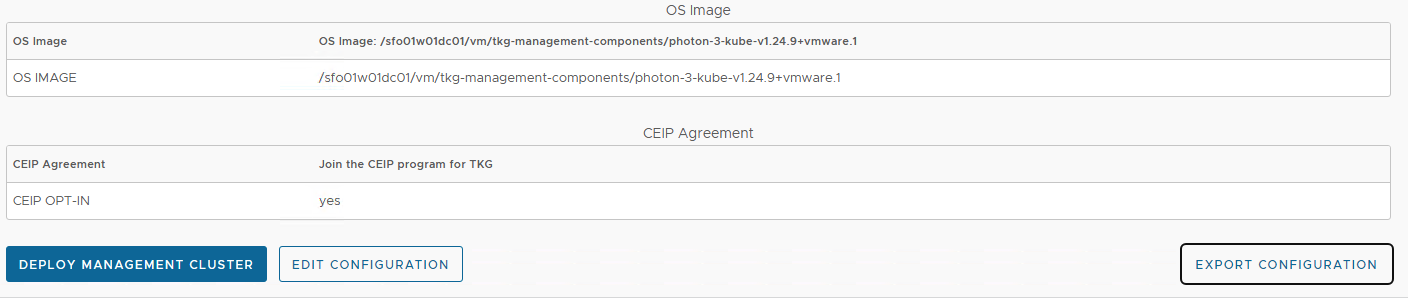 OS Image
OS Image OS Image: /sfo01w01dc01/vm/tkg-management-components/photon-3-kube-v1.24.9+vmware.1
OS IMAGE /sfo01w01dc01/vm/tkg-management-components/photon-3-kube-v1.24.9+vmware.1
CEIP Agreement
CEIP Agreement Join the CEIP program for TKG
CEIP OPT-IN yes
DEPLOY MANAGEMENT CLUSTER EDIT CONFIGURATION EXPORT CONFIGURATION